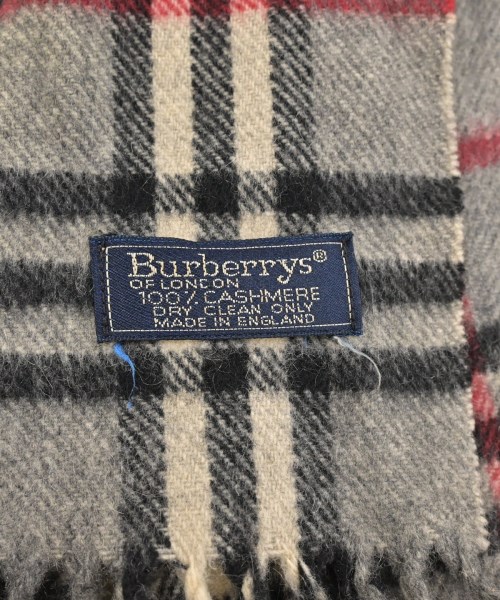 Burberrys®
OF LONDON
100% CASHMERE
DRY CLEAN ONLY
MADE IN ENGLAND